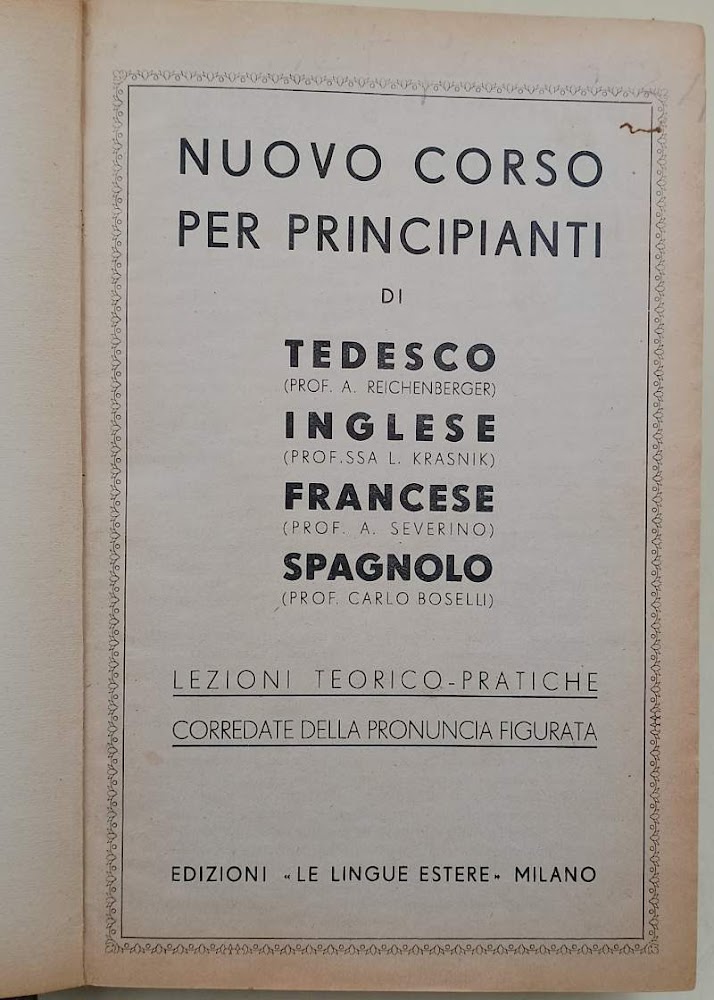 NUOVO CORSO
PER PRINCIPIANTI
DI
TEDESCO
(PROF. A. REICHENBERGER)
INGLESE
(PROF.SSA L. KRASNIK)
FRANCESE
(PROF. A. SEVERINO)
SPAGNOLO
(PROF. CARLO BOSELLI)
LEZIONI TEORICO-PRATICHE
CORREDATE DELLA PRONUNCIA FIGURATA
EDIZIONI «LE LINGUE ESTERE» MILANO